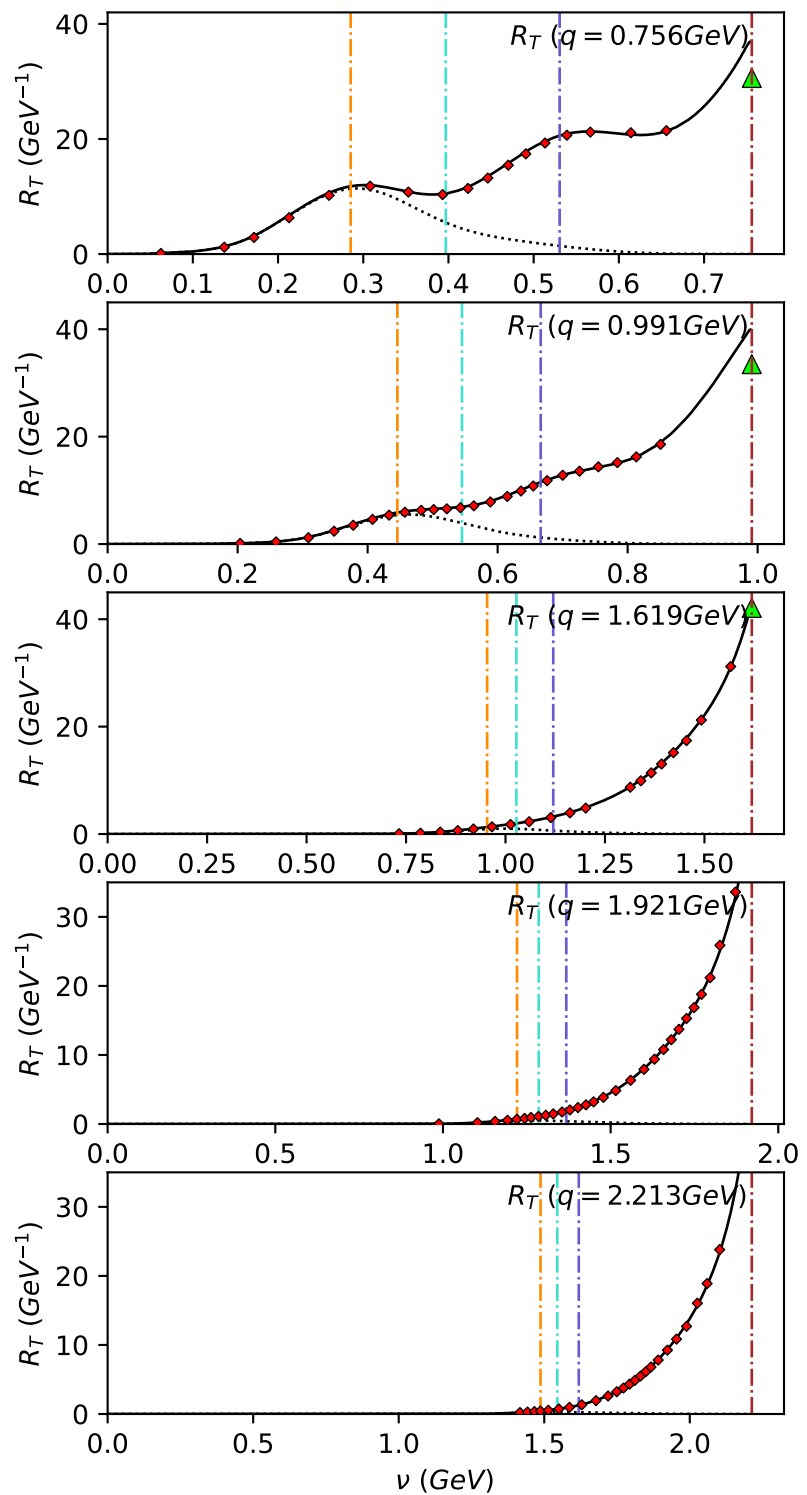 R_T (q = 0.756GeV)
40
20
0
R_T (GeV⁻¹)
0.0 0.1 0.2 0.3 0.4 0.5 0.6 0.7
R_T (q = 0.991GeV)
40
20
0
R_T (GeV⁻¹)
0.0 0.2 0.4 0.6 0.8 1.0
R_T (q = 1.619GeV)
40
20
0
R_T (GeV⁻¹)
0.00 0.25 0.50 0.75 1.00 1.25 1.50
R_T (q = 1.921GeV)
30
20
10
0
R_T (GeV⁻¹)
0.0 0.5 1.0 1.5 2.0
R_T (q = 2.213GeV)
30
20
10
0
R_T (GeV⁻¹)
0.0 0.5 1.0 1.5 2.0
ν (GeV)